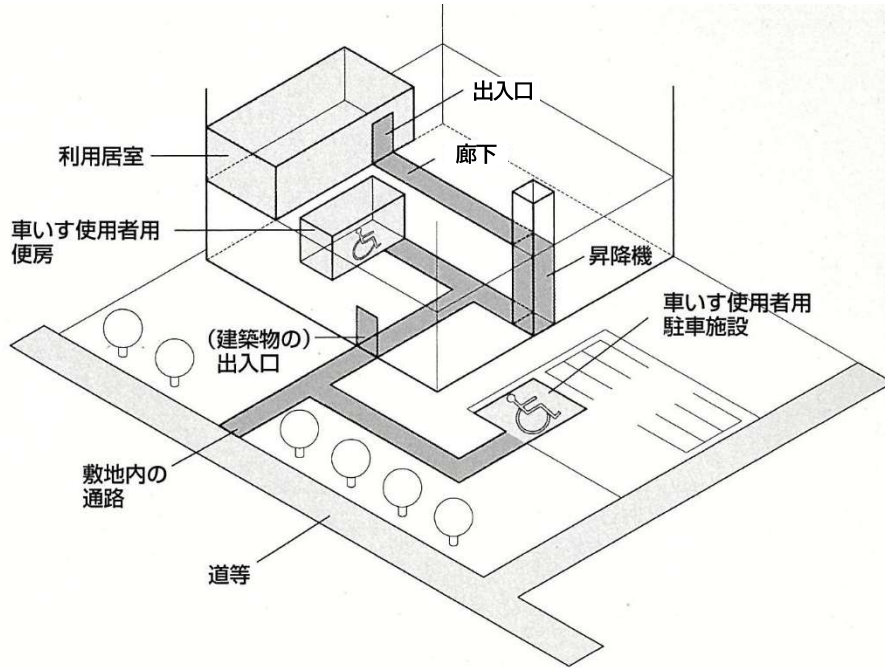 出入口
廊下
利用居室
車いす使用者用
便房
昇降機
車いす使用者用
駐車施設
(建築物の)
出入口
敷地内の
通路
道等